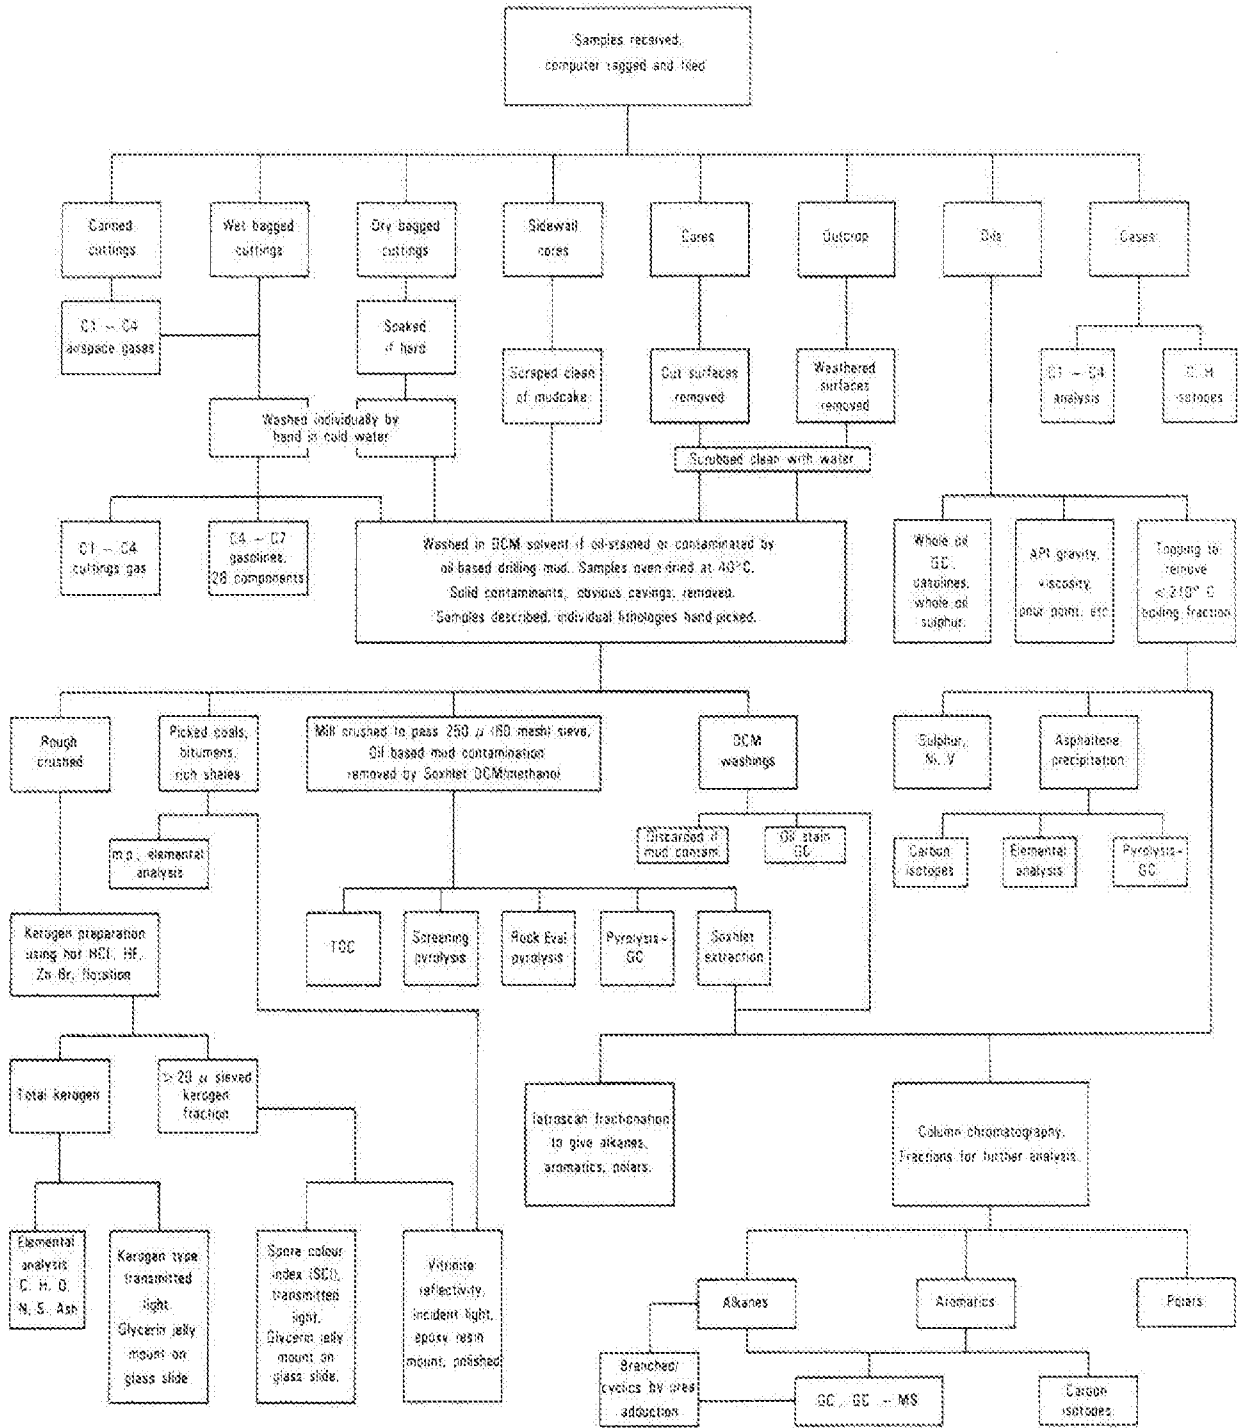 Samples received,
computer tagged and filed
Canned
cuttings
Wet bagged
cuttings
Dry bagged
cuttings
Sidewall
cores
Cores
Outcrop
Oils
Gases
C1 – C4
airspace gases
Soaked
if hard
Scraped clean
of mudcake
Cut surfaces
removed
Weathered
surfaces
removed
C1 – C4
analysis
C, H
isotopes
Washed individually by
hand in cold water
Scrubbed clean with water
C1 – C4
cuttings gas
C4 – C7
gasolines,
28 components
Washed in DCM solvent if oil-stained or contaminated by
oil based drilling mud. Samples oven dried at 40°C.
Solid contaminants, obvious cavings, removed.
Samples described, individual lithologies hand picked.
Whole oil
GC,
gasolines,
whole oil
sulphur.
API gravity,
viscosity,
pour point, etc
Topping to
remove
< 210° C
boiling fraction
Rough
crushed
Picked coals,
bitumens,
rich shales
Mill crushed to pass 250 μ (60 mesh) sieve.
Oil based mud contamination
removed by Soxhlet DCM/methanol
DCM
washings
Sulphur,
Ni, V
Asphaltene
precipitation
m.p., elemental
analysis
Discarded if
mud contam.
Oil stain
GC
Carbon
isotopes
Elemental
analysis
Pyrolysis–
GC
Kerogen preparation
using hot HCl, HF,
Zn Br, flotation
TOC
Screening
pyrolysis
Rock Eval
pyrolysis
Pyrolysis–
GC
Soxhlet
extraction
Total kerogen
> 20 μ sieved
kerogen
fraction
Iatroscan fractionation
to give alkanes,
aromatics, polars.
Column chromatography.
Fractions for further analysis.
Elemental
analysis
C, H, O,
N, S, Ash
Kerogen type
transmitted
light.
Glycerin jelly
mount on
glass slide.
Spore colour
index (SCI),
transmitted
light.
Glycerin jelly
mount on
glass slide.
Vitrinite
reflectivity,
incident light,
epoxy resin
mount, polished
Alkanes
Aromatics
Polars
Branched/
cyclics by urea
adduction
GC, GC – MS
Carbon
isotopes